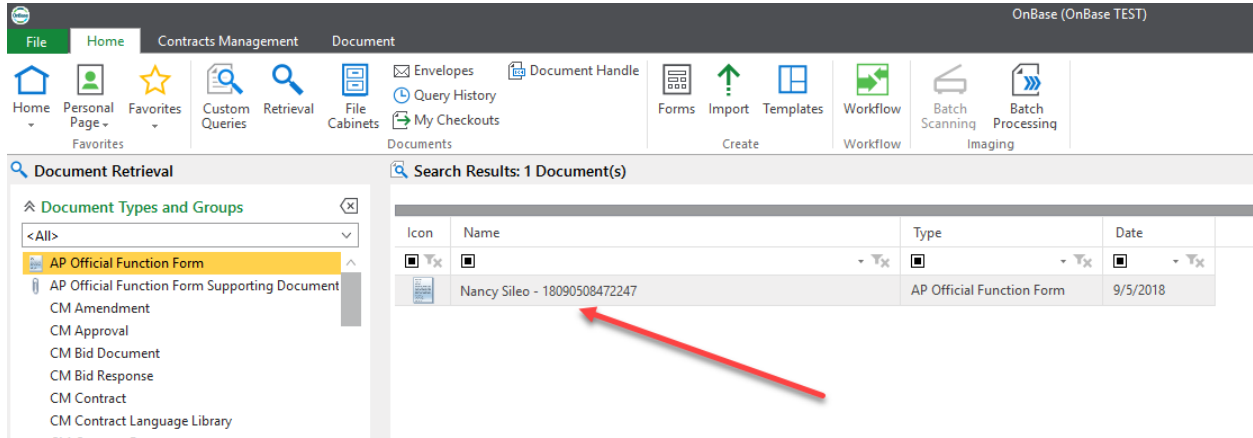 OnBase (OnBase TEST)
File Home Contracts Management Document
Home Personal Page Favorites Custom Queries Retrieval File Cabinets
Envelopes Document Handle
Query History
My Checkouts
Forms Import Templates Workflow Batch Scanning Batch Processing
Favorites Documents Create Workflow Imaging
Document Retrieval
Search Results: 1 Document(s)
Document Types and Groups
<All>
AP Official Function Form
AP Official Function Form Supporting Document
CM Amendment
CM Approval
CM Bid Document
CM Bid Response
CM Contract
CM Contract Language Library
Icon Name Type Date
Nancy Sileo - 18090508472247 AP Official Function Form 9/5/2018